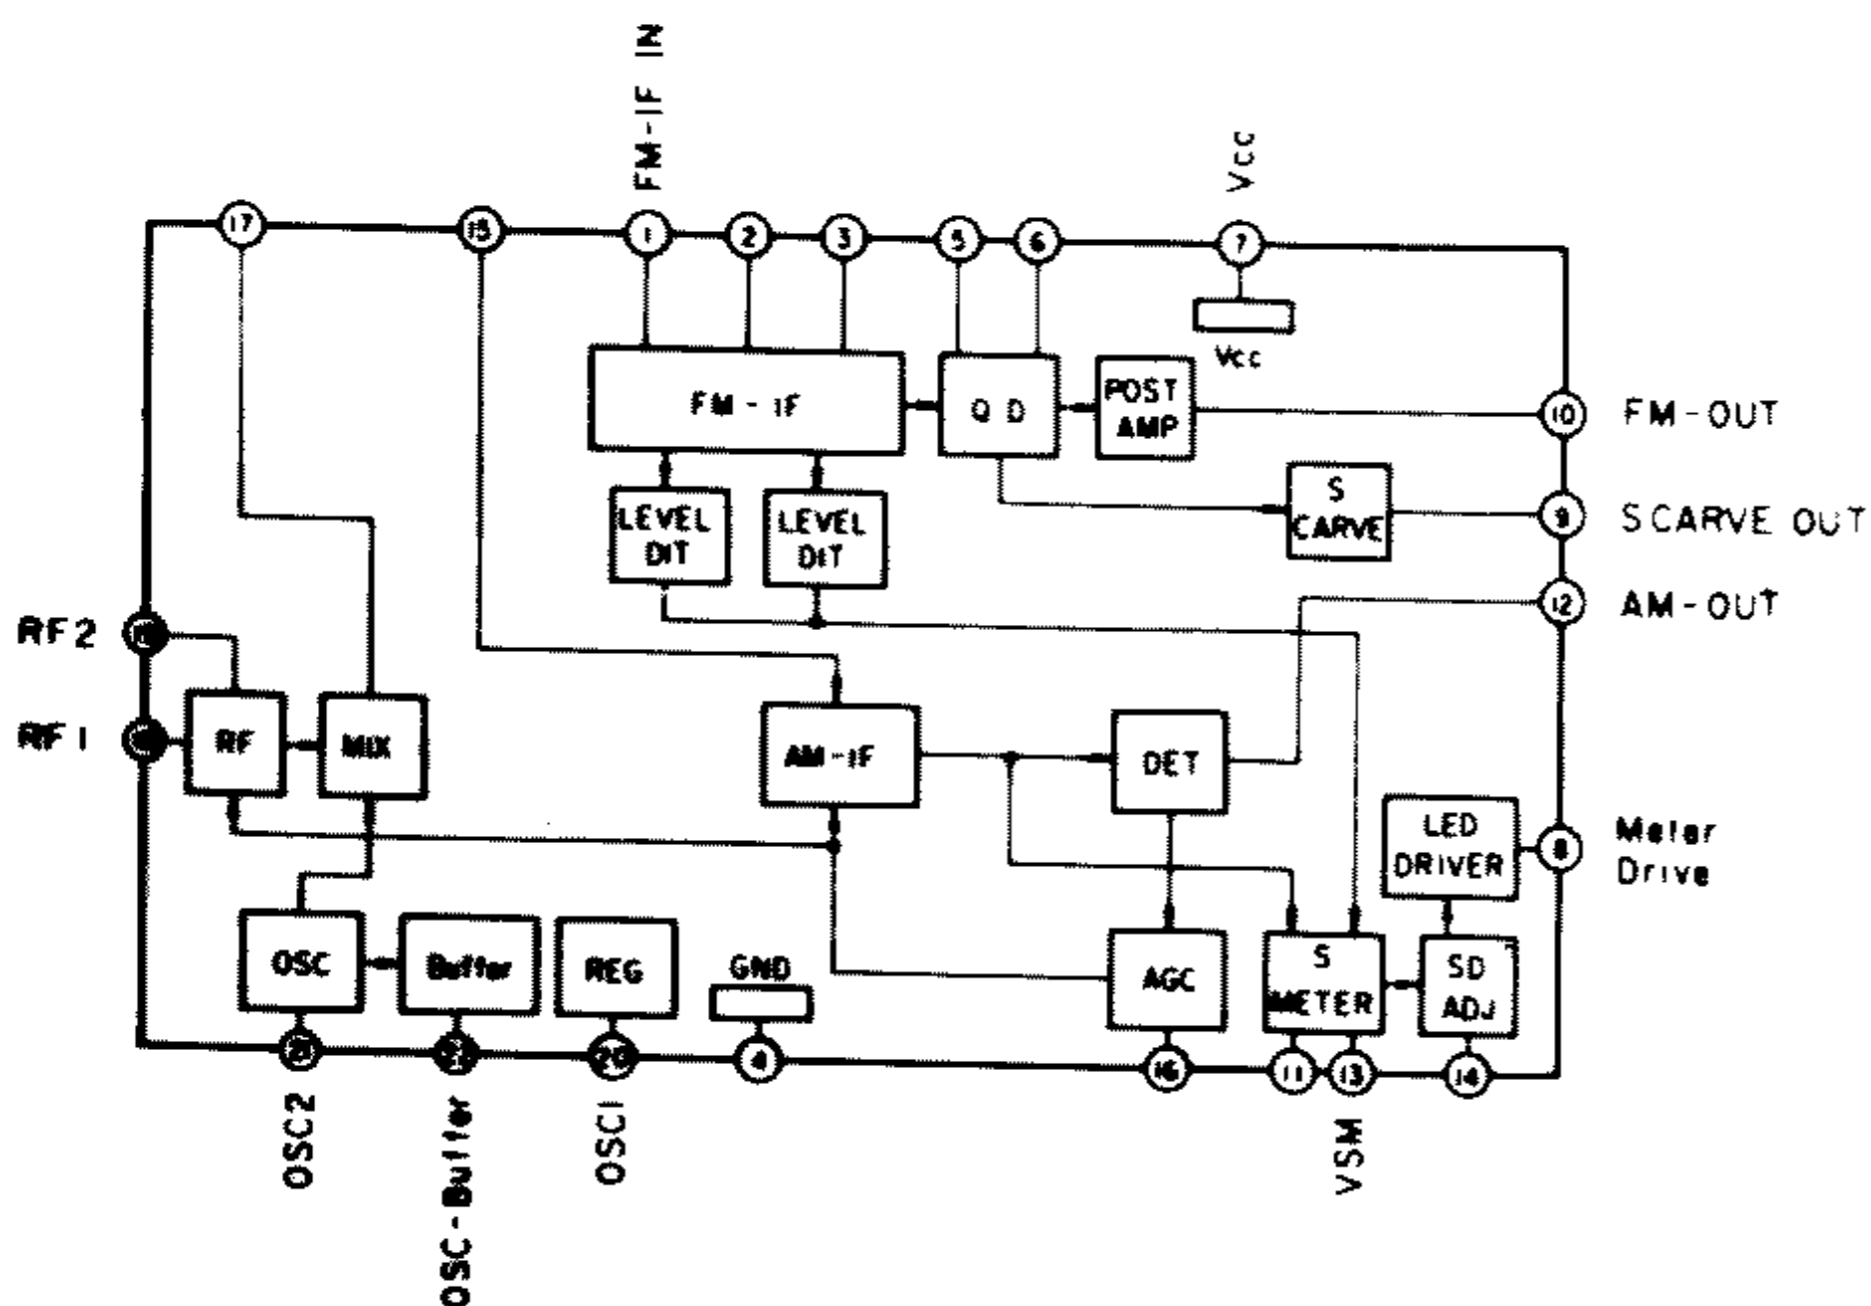 FM-IF IN
Vcc
17
15
1
2
3
5
6
7
Vcc
FM-IF
Q D
POST
AMP
10
FM-OUT
LEVEL
DIT
LEVEL
DIT
S
CARVE
9
SCARVE OUT
12
AM-OUT
RF2
RF1
RF
MIX
AM-IF
DET
LED
DRIVER
8
Meter
Drive
OSC
Buffer
REG
GND
AGC
S
METER
SD
ADJ
21
22
20
4
16
11
13
14
OSC2
OSC-Buffer
OSC1
VSM